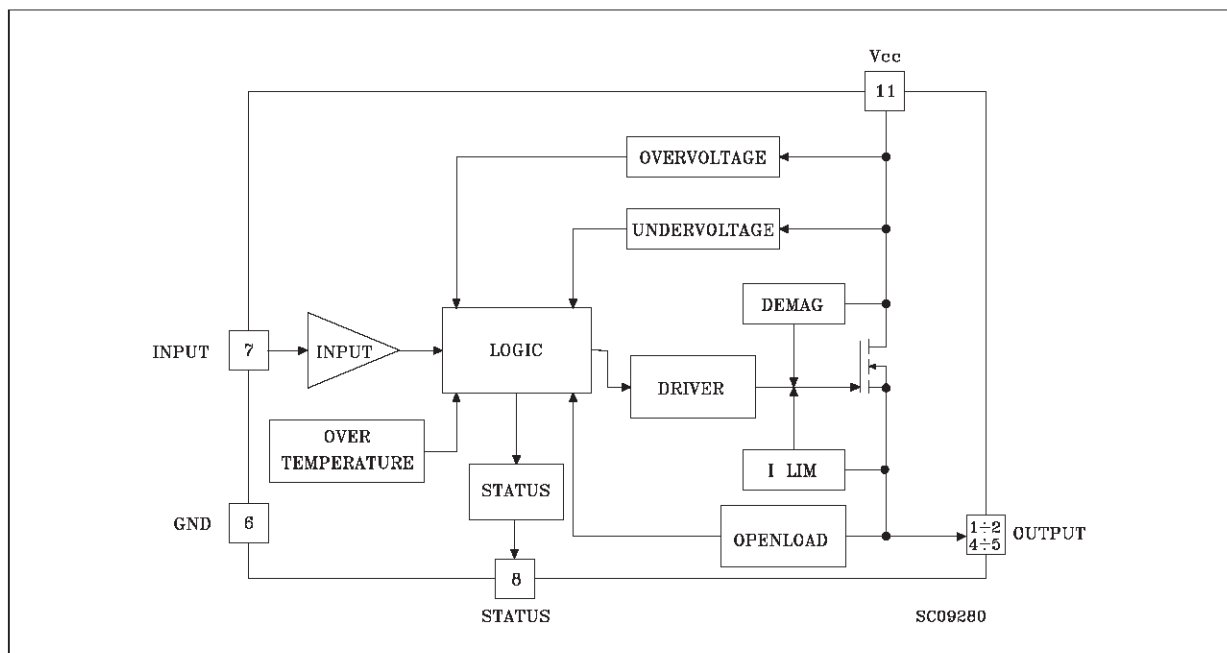 Vcc
11
OVERVOLTAGE
UNDERVOLTAGE
DEMAG
INPUT
7
INPUT
LOGIC
DRIVER
OVER
TEMPERATURE
I LIM
STATUS
GND
6
OPENLOAD
1÷2
4÷5
OUTPUT
8
STATUS
SC09280